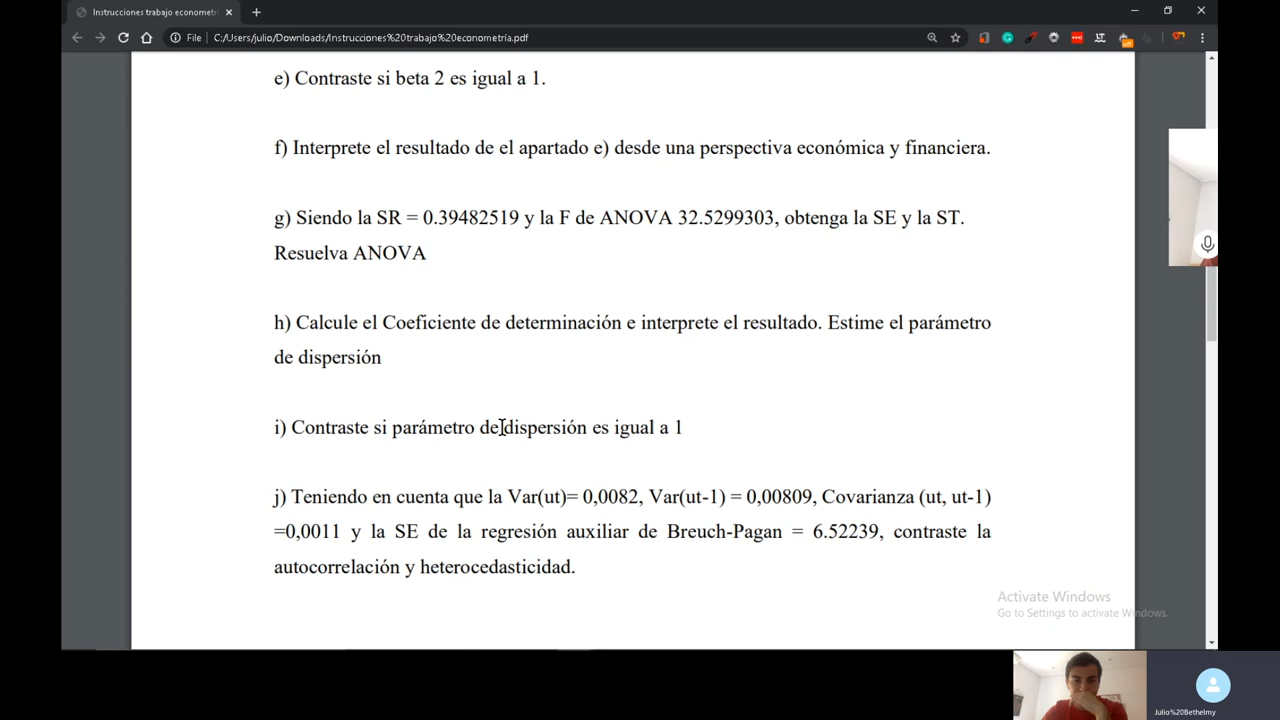 Instrucciones trabajo econometrí
File
C:/Users/julio/Downloads/Instrucciones%20trabajo%20econometría.pdf
e) Contraste si beta 2 es igual a 1.
f) Interprete el resultado de el apartado e) desde una perspectiva económica y financiera.
g) Siendo la SR = 0.39482519 y la F de ANOVA 32.5299303, obtenga la SE y la ST.
Resuelva ANOVA
h) Calcule el Coeficiente de determinación e interprete el resultado. Estime el parámetro
de dispersión
i) Contraste si parámetro de dispersión es igual a 1
j) Teniendo en cuenta que la Var(ut)= 0,0082, Var(ut-1) = 0,00809, Covarianza (ut, ut-1)
=0,0011 y la SE de la regresión auxiliar de Breuch-Pagan = 6.52239, contraste la
autocorrelación y heterocedasticidad.
Activate Windows
Go to Settings to activate Windows.
Julio%20Bethelmy